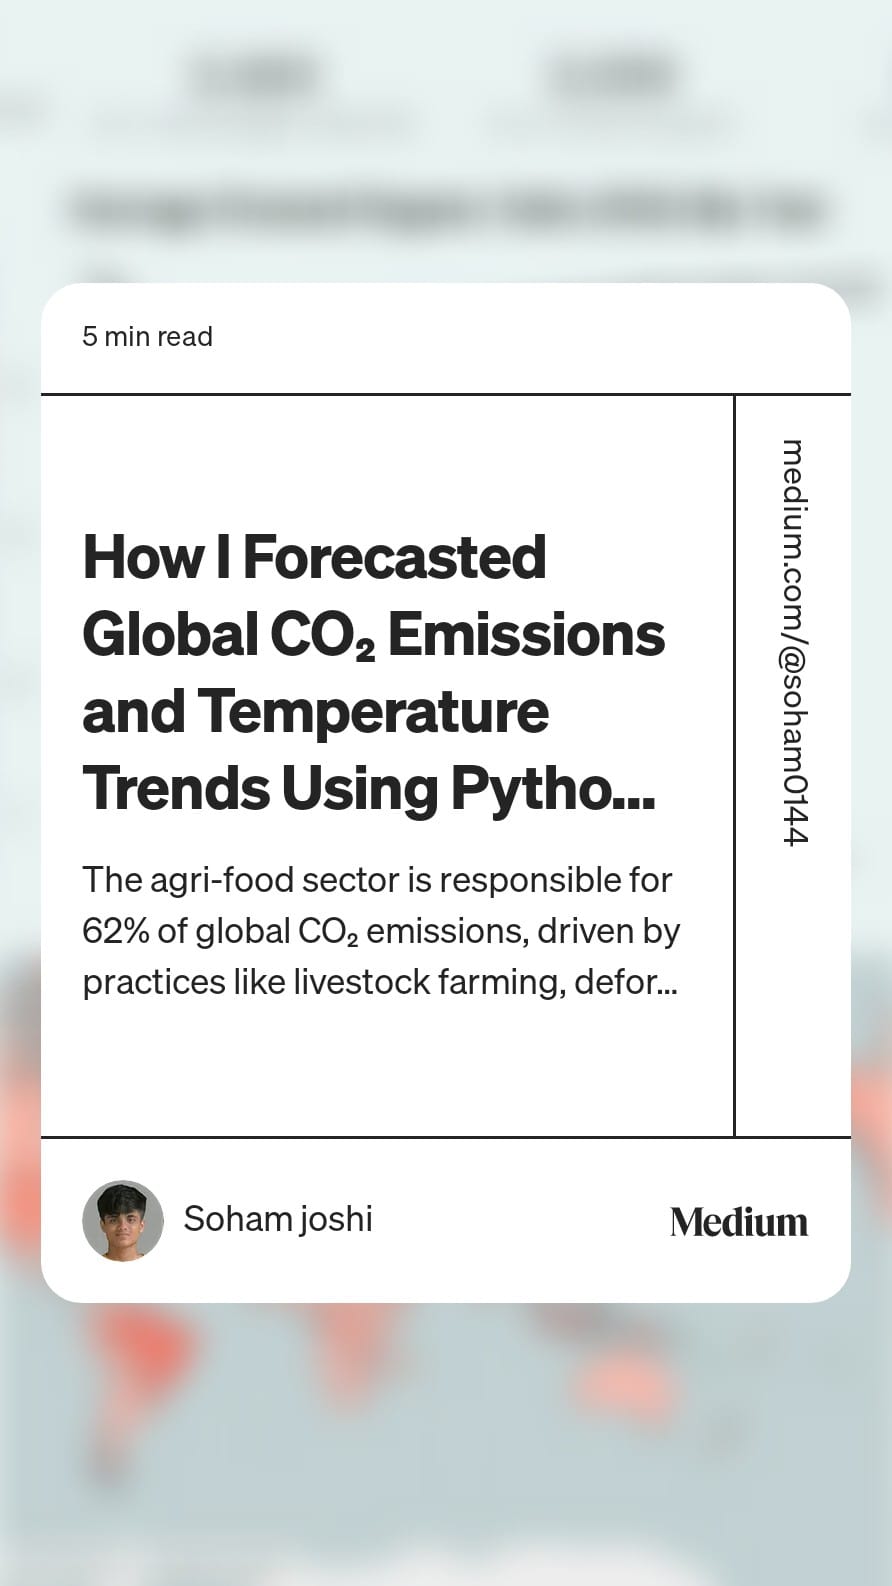 5 min read
How I Forecasted
Global CO₂ Emissions
and Temperature
Trends Using Pytho...
The agri-food sector is responsible for
62% of global CO₂ emissions, driven by
practices like livestock farming, defor...
medium.com/@soham0144
Soham joshi
Medium